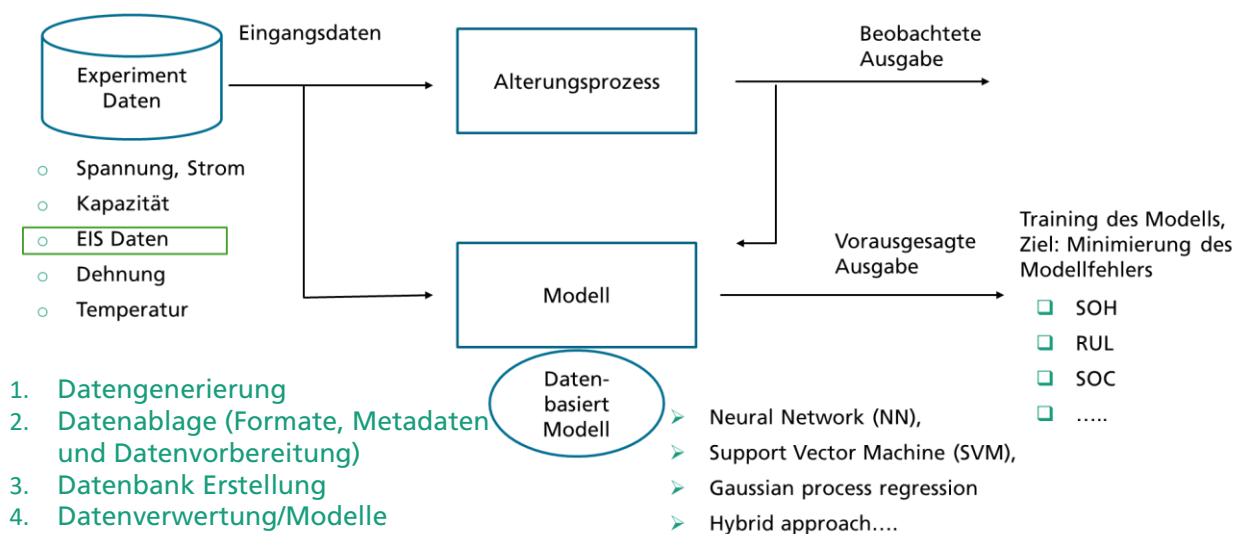 Experiment
Daten
Eingangsdaten
Alterungsprozess
Beobachtete
Ausgabe
Spannung, Strom
Kapazität
EIS Daten
Dehnung
Temperatur
Modell
Vorausgesagte
Ausgabe
Training des Modells,
Ziel: Minimierung des
Modellfehlers
SOH
RUL
SOC
.....
Daten-
basiert
Modell
Neural Network (NN),
Support Vector Machine (SVM),
Gaussian process regression
Hybrid approach....
1. Datengenerierung
2. Datenablage (Formate, Metadaten
und Datenvorbereitung)
3. Datenbank Erstellung
4. Datenverwertung/Modelle